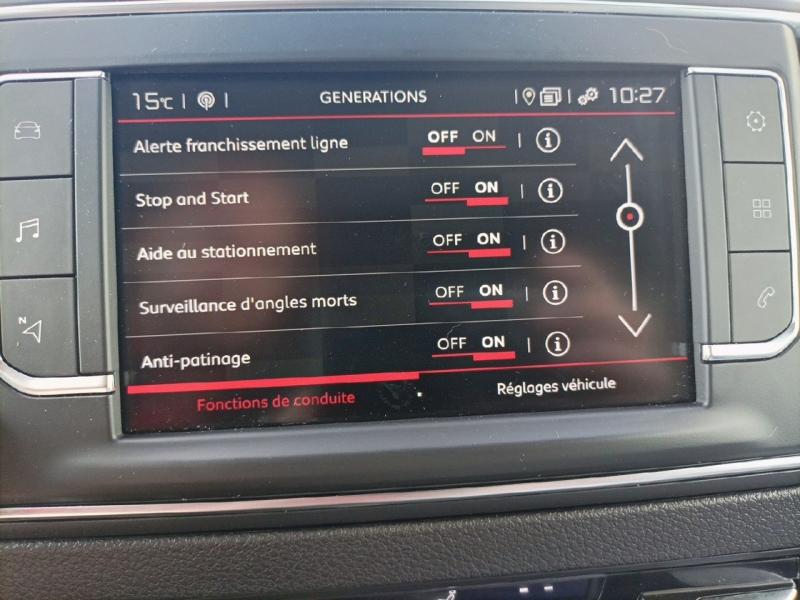 15°C GENERATIONS 10:27
Alerte franchissement ligne OFF ON
Stop and Start OFF ON
Aide au stationnement OFF ON
Surveillance d'angles morts OFF ON
Anti-patinage OFF ON
Fonctions de conduite Réglages véhicule
N